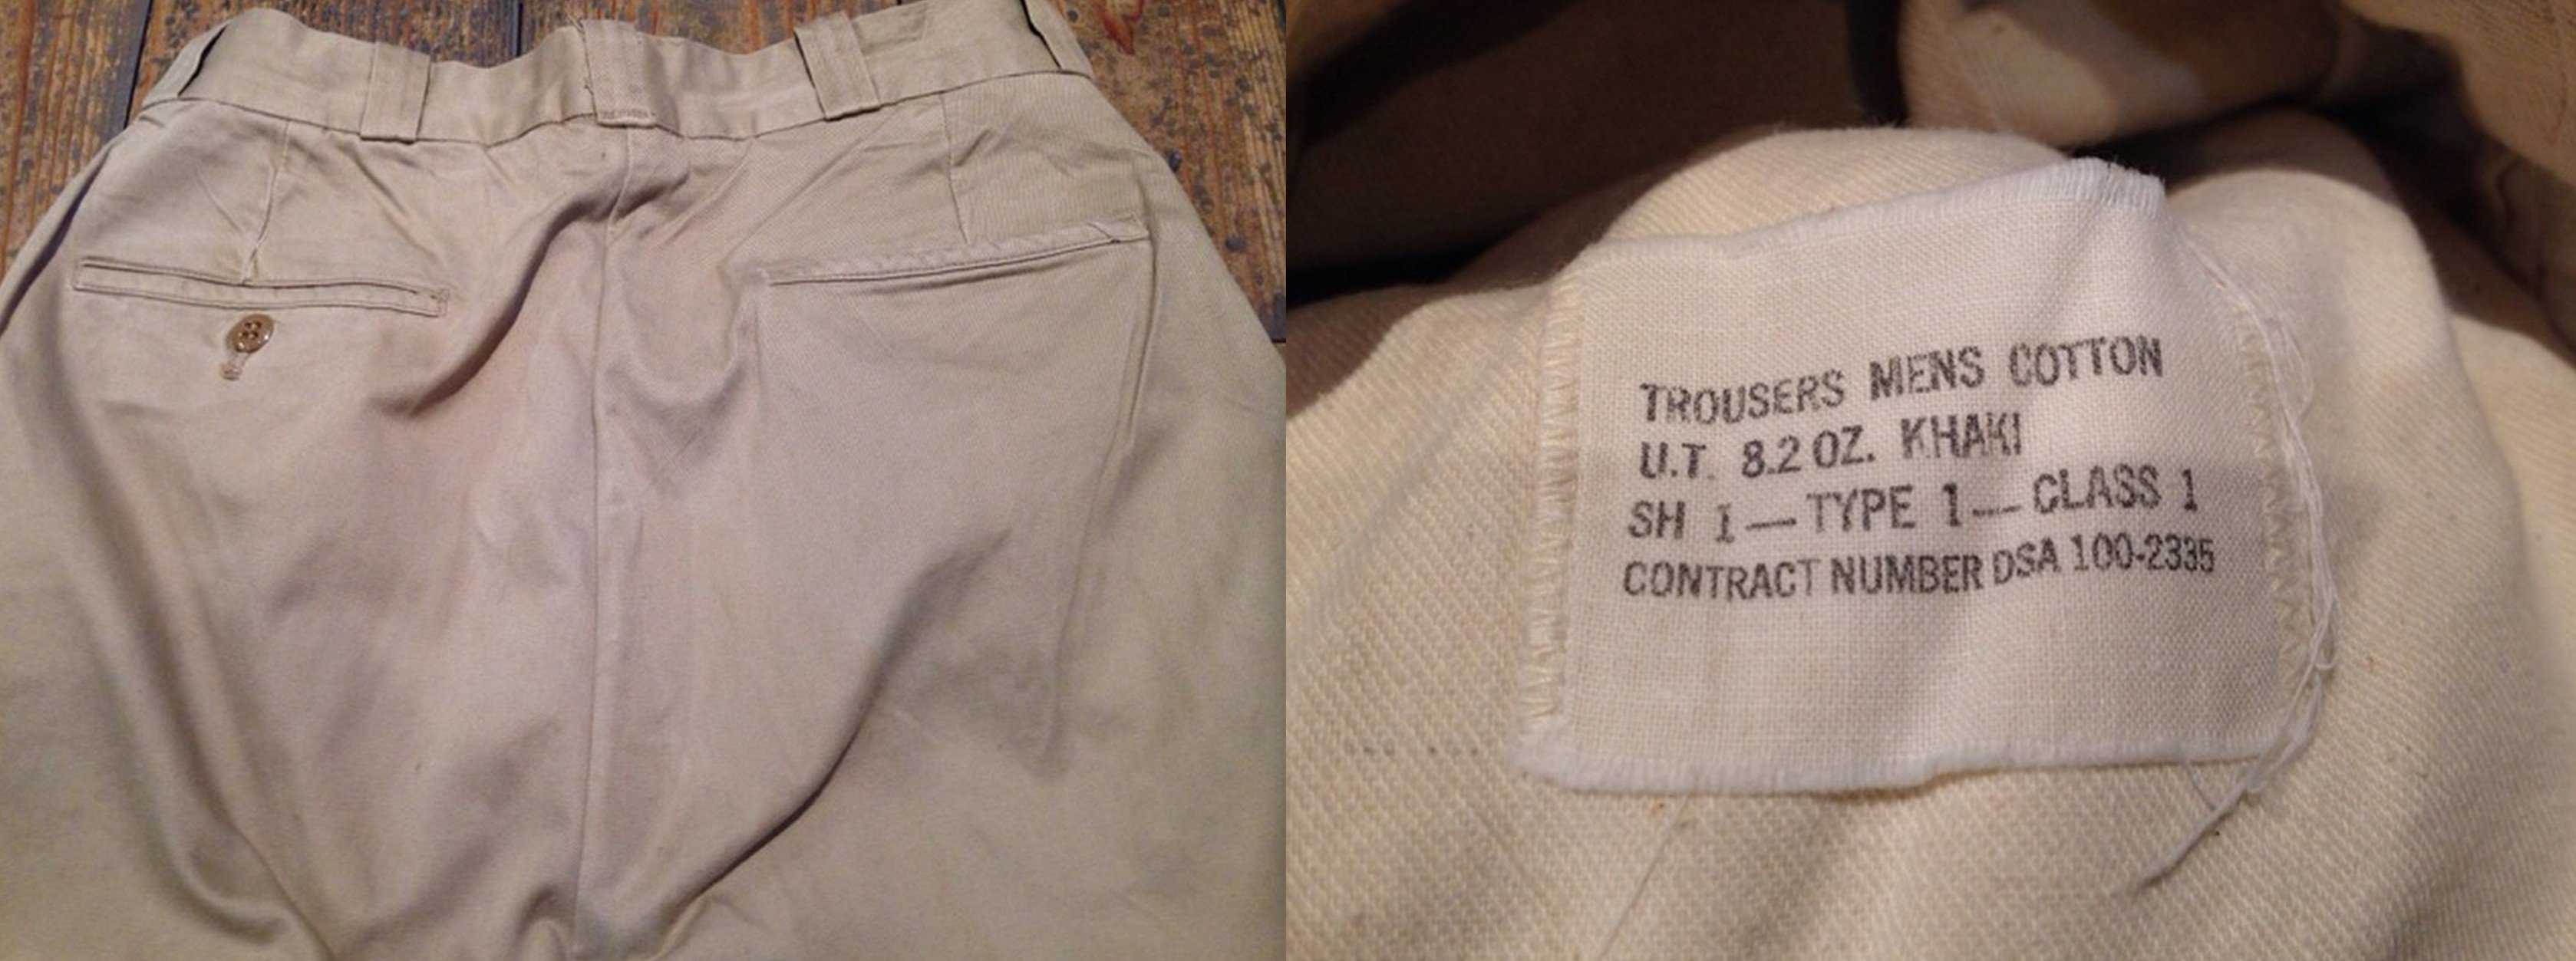 TROUSERS MENS COTTON
U.T. 8.2 OZ. KHAKI
SH 1 — TYPE 1 — CLASS 1
CONTRACT NUMBER DSA 100-2335